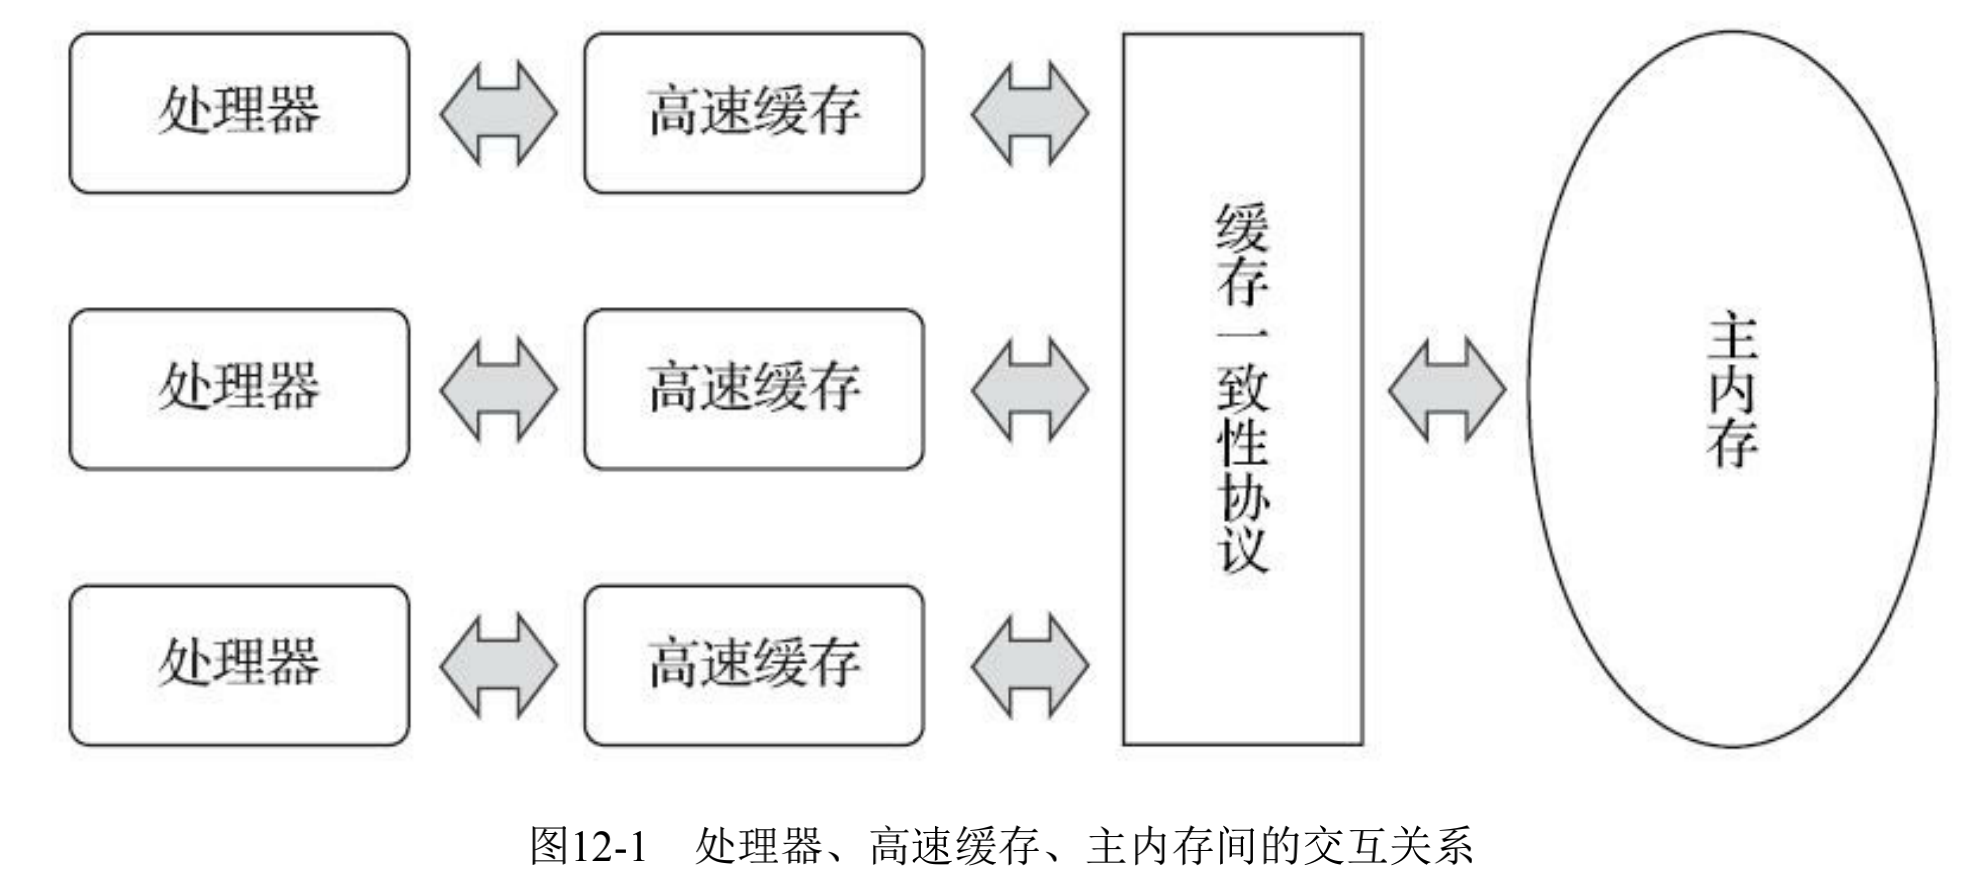 处理器
高速缓存
处理器
高速缓存
处理器
高速缓存
缓存一致性协议
主内存
图12-1 处理器、高速缓存、主内存间的交互关系